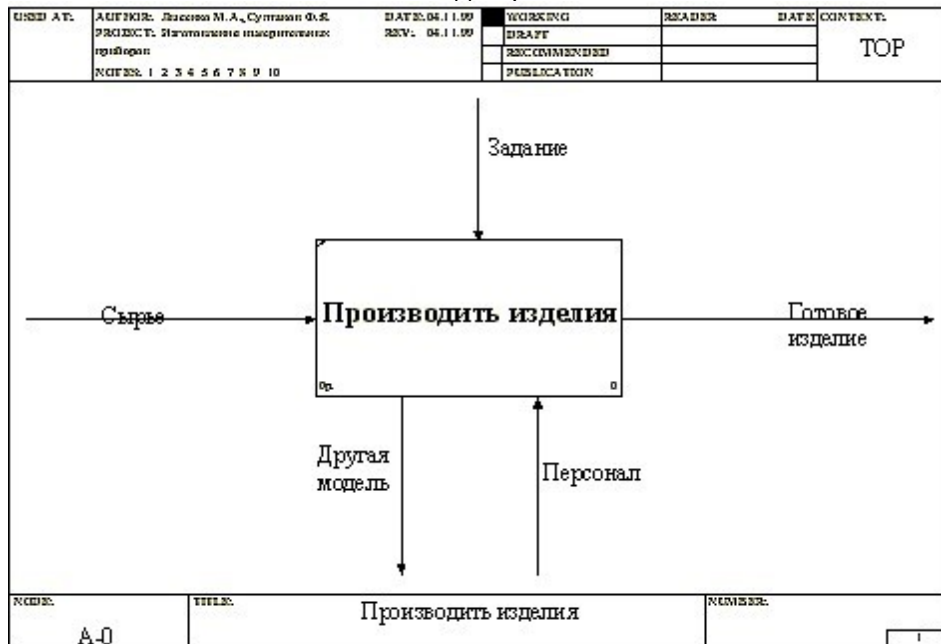 USED AT:
AUTHOR: М.А., Султанов Ф.Я.
DATE: 04.11.99
PROJECT: Изготовление измерительных
REV: 04.11.99
приборов
NOTES: 1 2 3 4 5 6 7 8 9 10
WORKING
DRAFT
RECOMMENDED
PUBLICATION
READER
DATE
CONTEXT:
TOP
Задание
Сырье
Производить изделия
Готовое
изделие
0р.
0
Другая
модель
Персонал
NODE:
A-0
TITLE:
Производить изделия
NUMBER: